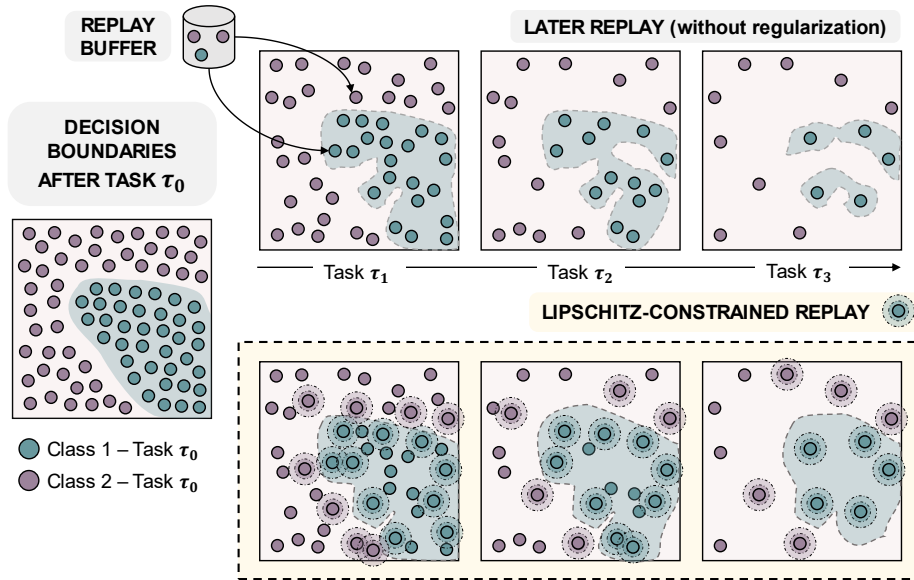 REPLAY
BUFFER
LATER REPLAY (without regularization)
DECISION
BOUNDARIES
AFTER TASK τ₀
Task τ₁
Task τ₂
Task τ₃
LIPSCHITZ-CONSTRAINED REPLAY
Class 1 – Task τ₀
Class 2 – Task τ₀